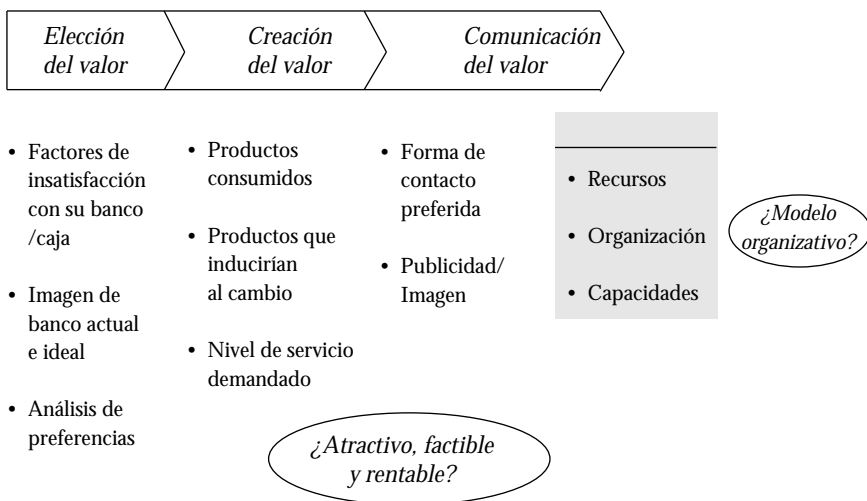 Elección
del valor
Creación
del valor
Comunicación
del valor
• Factores de
insatisfacción
con su banco
/caja
• Imagen de
banco actual
e ideal
• Análisis de
preferencias
• Productos
consumidos
• Productos que
inducirían
al cambio
• Nivel de servicio
demandado
• Forma de
contacto
preferida
• Publicidad/
Imagen
• Recursos
• Organización
• Capacidades
¿Modelo
organizativo?
¿Atractivo, factible
y rentable?